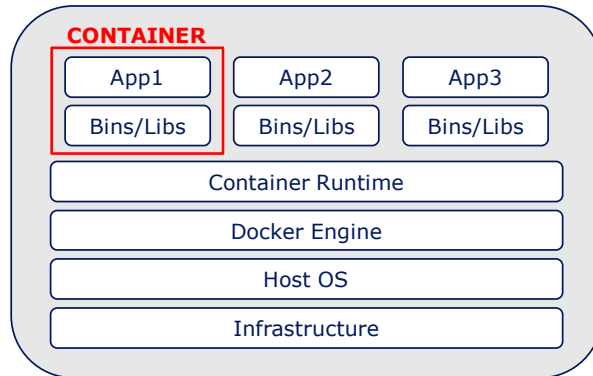 CONTAINER
App1 App2 App3
Bins/Libs Bins/Libs Bins/Libs
Container Runtime
Docker Engine
Host OS
Infrastructure